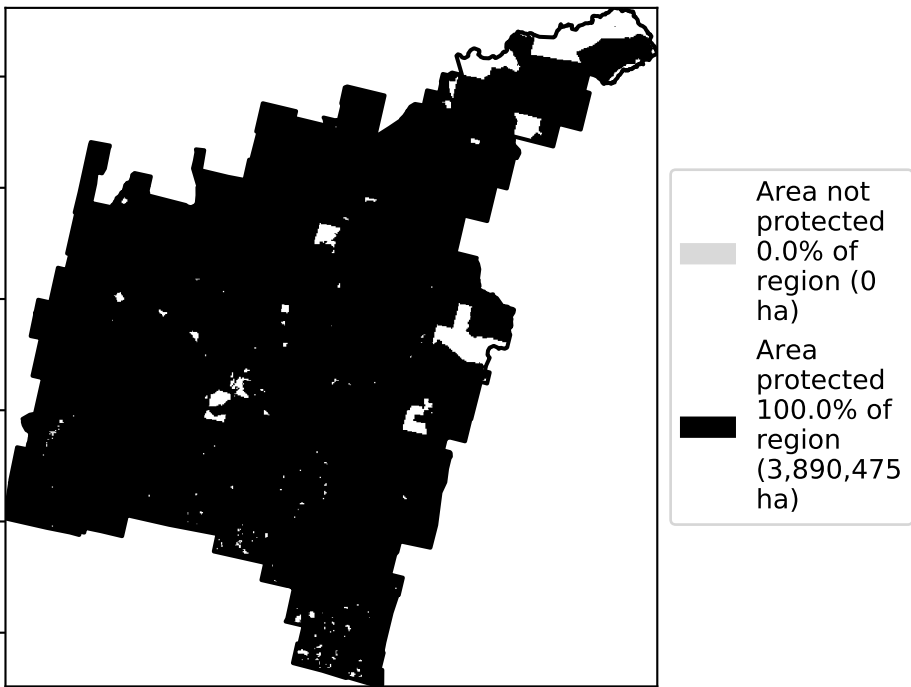 Area not
protected
0.0% of
region (0
ha)
Area
protected
100.0% of
region
(3,890,475
ha)